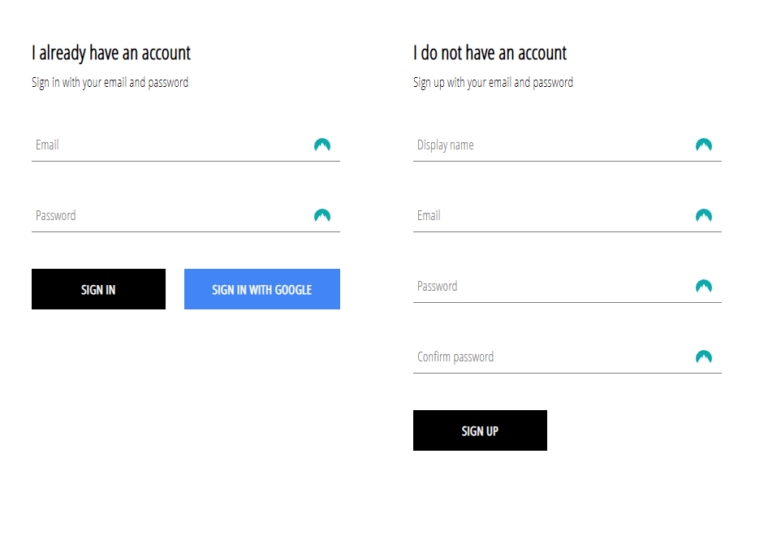 I already have an account
Sign in with your email and password
Email
Password
SIGN IN
SIGN IN WITH GOOGLE
I do not have an account
Sign up with your email and password
Display name
Email
Password
Confirm password
SIGN UP